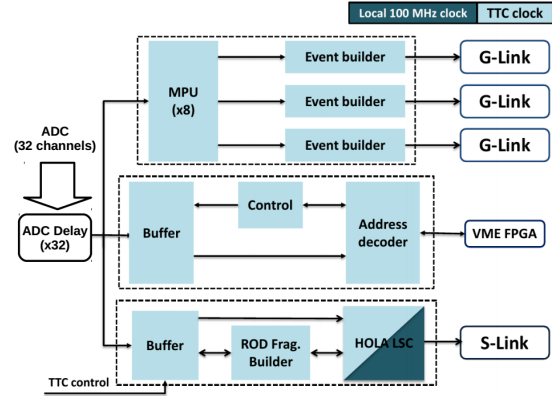 Local 100 MHz clock
TTC clock
MPU
(x8)
Event builder
G-Link
Event builder
G-Link
Event builder
G-Link
ADC
(32 channels)
ADC Delay
(x32)
Buffer
Control
Address
decoder
VME FPGA
Buffer
ROD Frag.
Builder
HOLA LSC
S-Link
TTC control